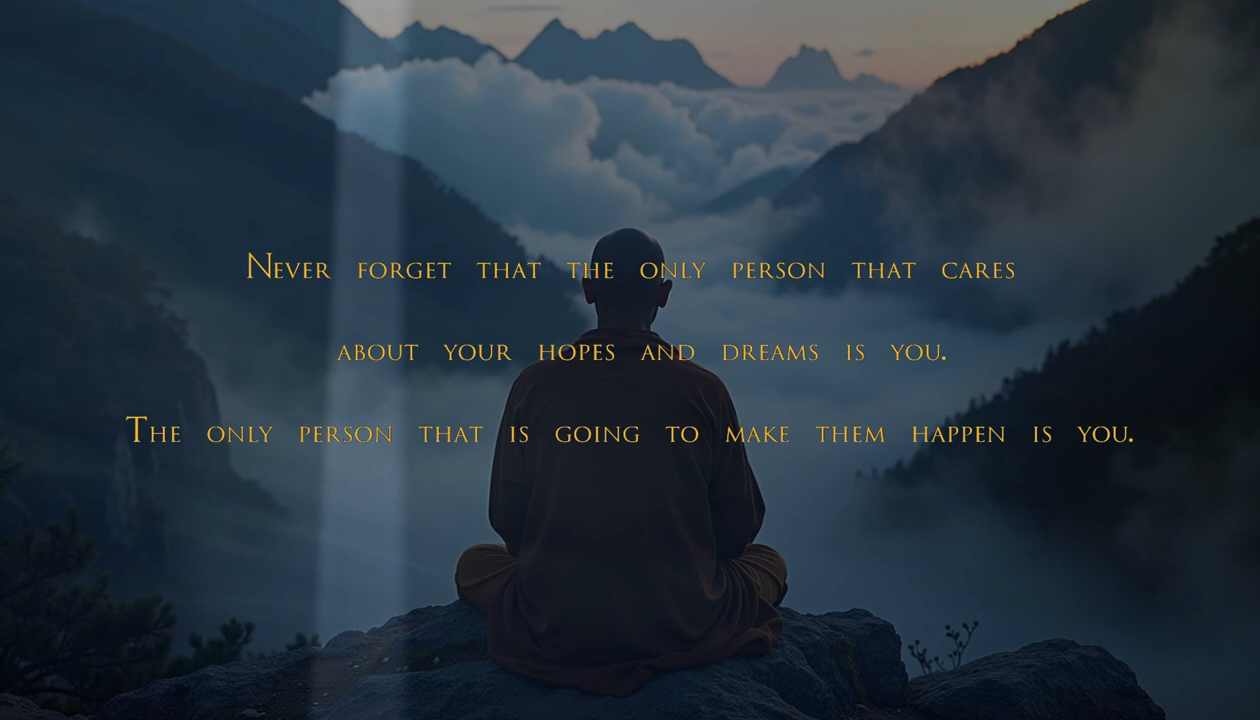 Never forget that the only person that cares
about your hopes and dreams is you.
The only person that is going to make them happen is you.